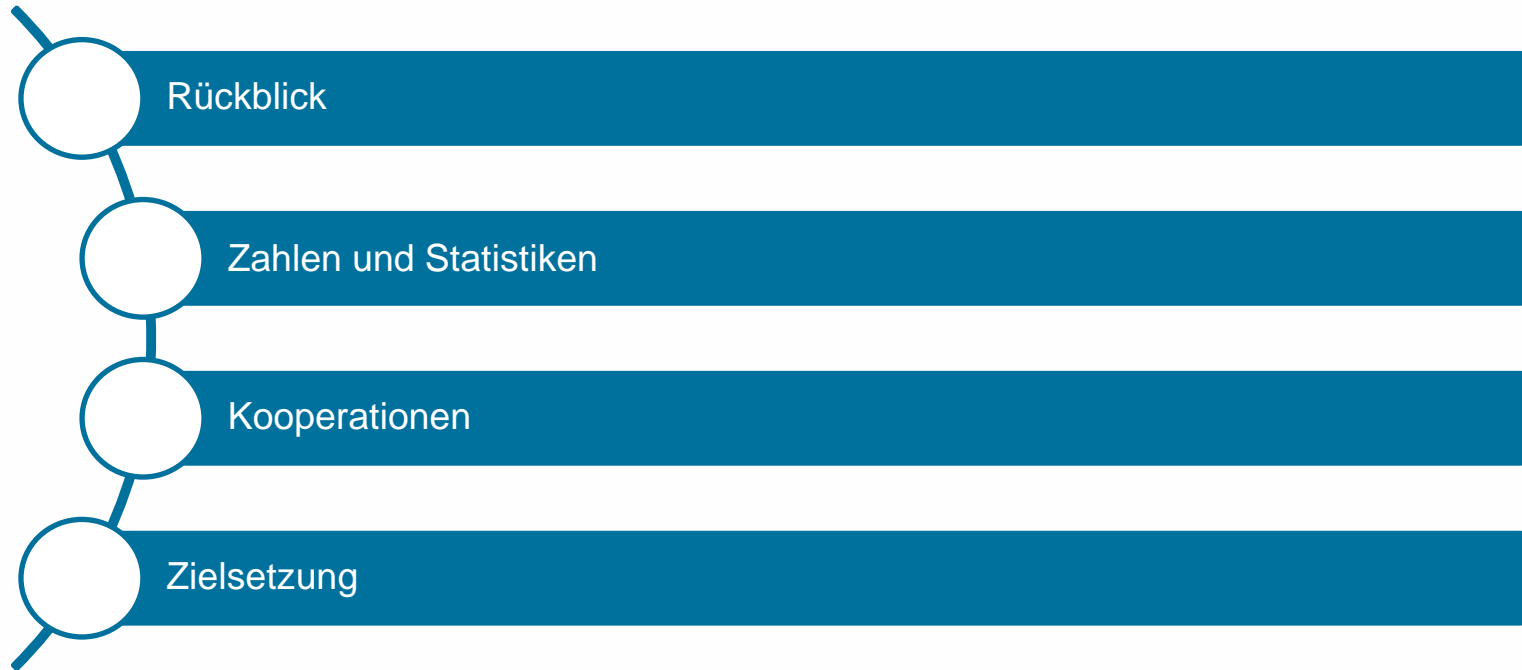 Rückblick
Zahlen und Statistiken
Kooperationen
Zielsetzung